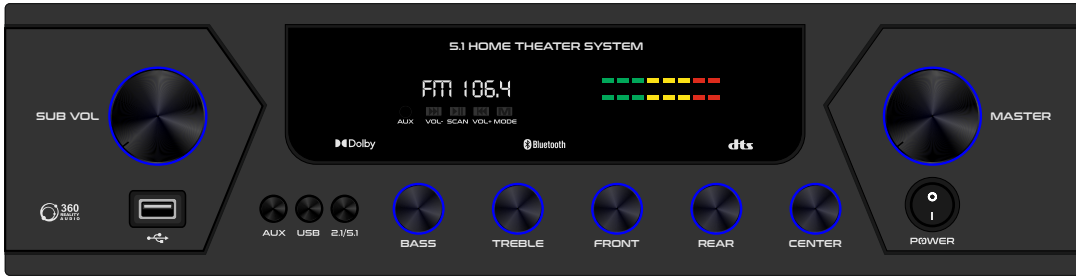 5.1 HOME THEATER SYSTEM
FM 106.4
AUX VOL- SCAN VOL+ MODE
Dolby
Bluetooth
dts
SUB VOL
MASTER
360
REALITY
AUDIO
AUX USB 2.1/5.1
BASS
TREBLE
FRONT
REAR
CENTER
POWER